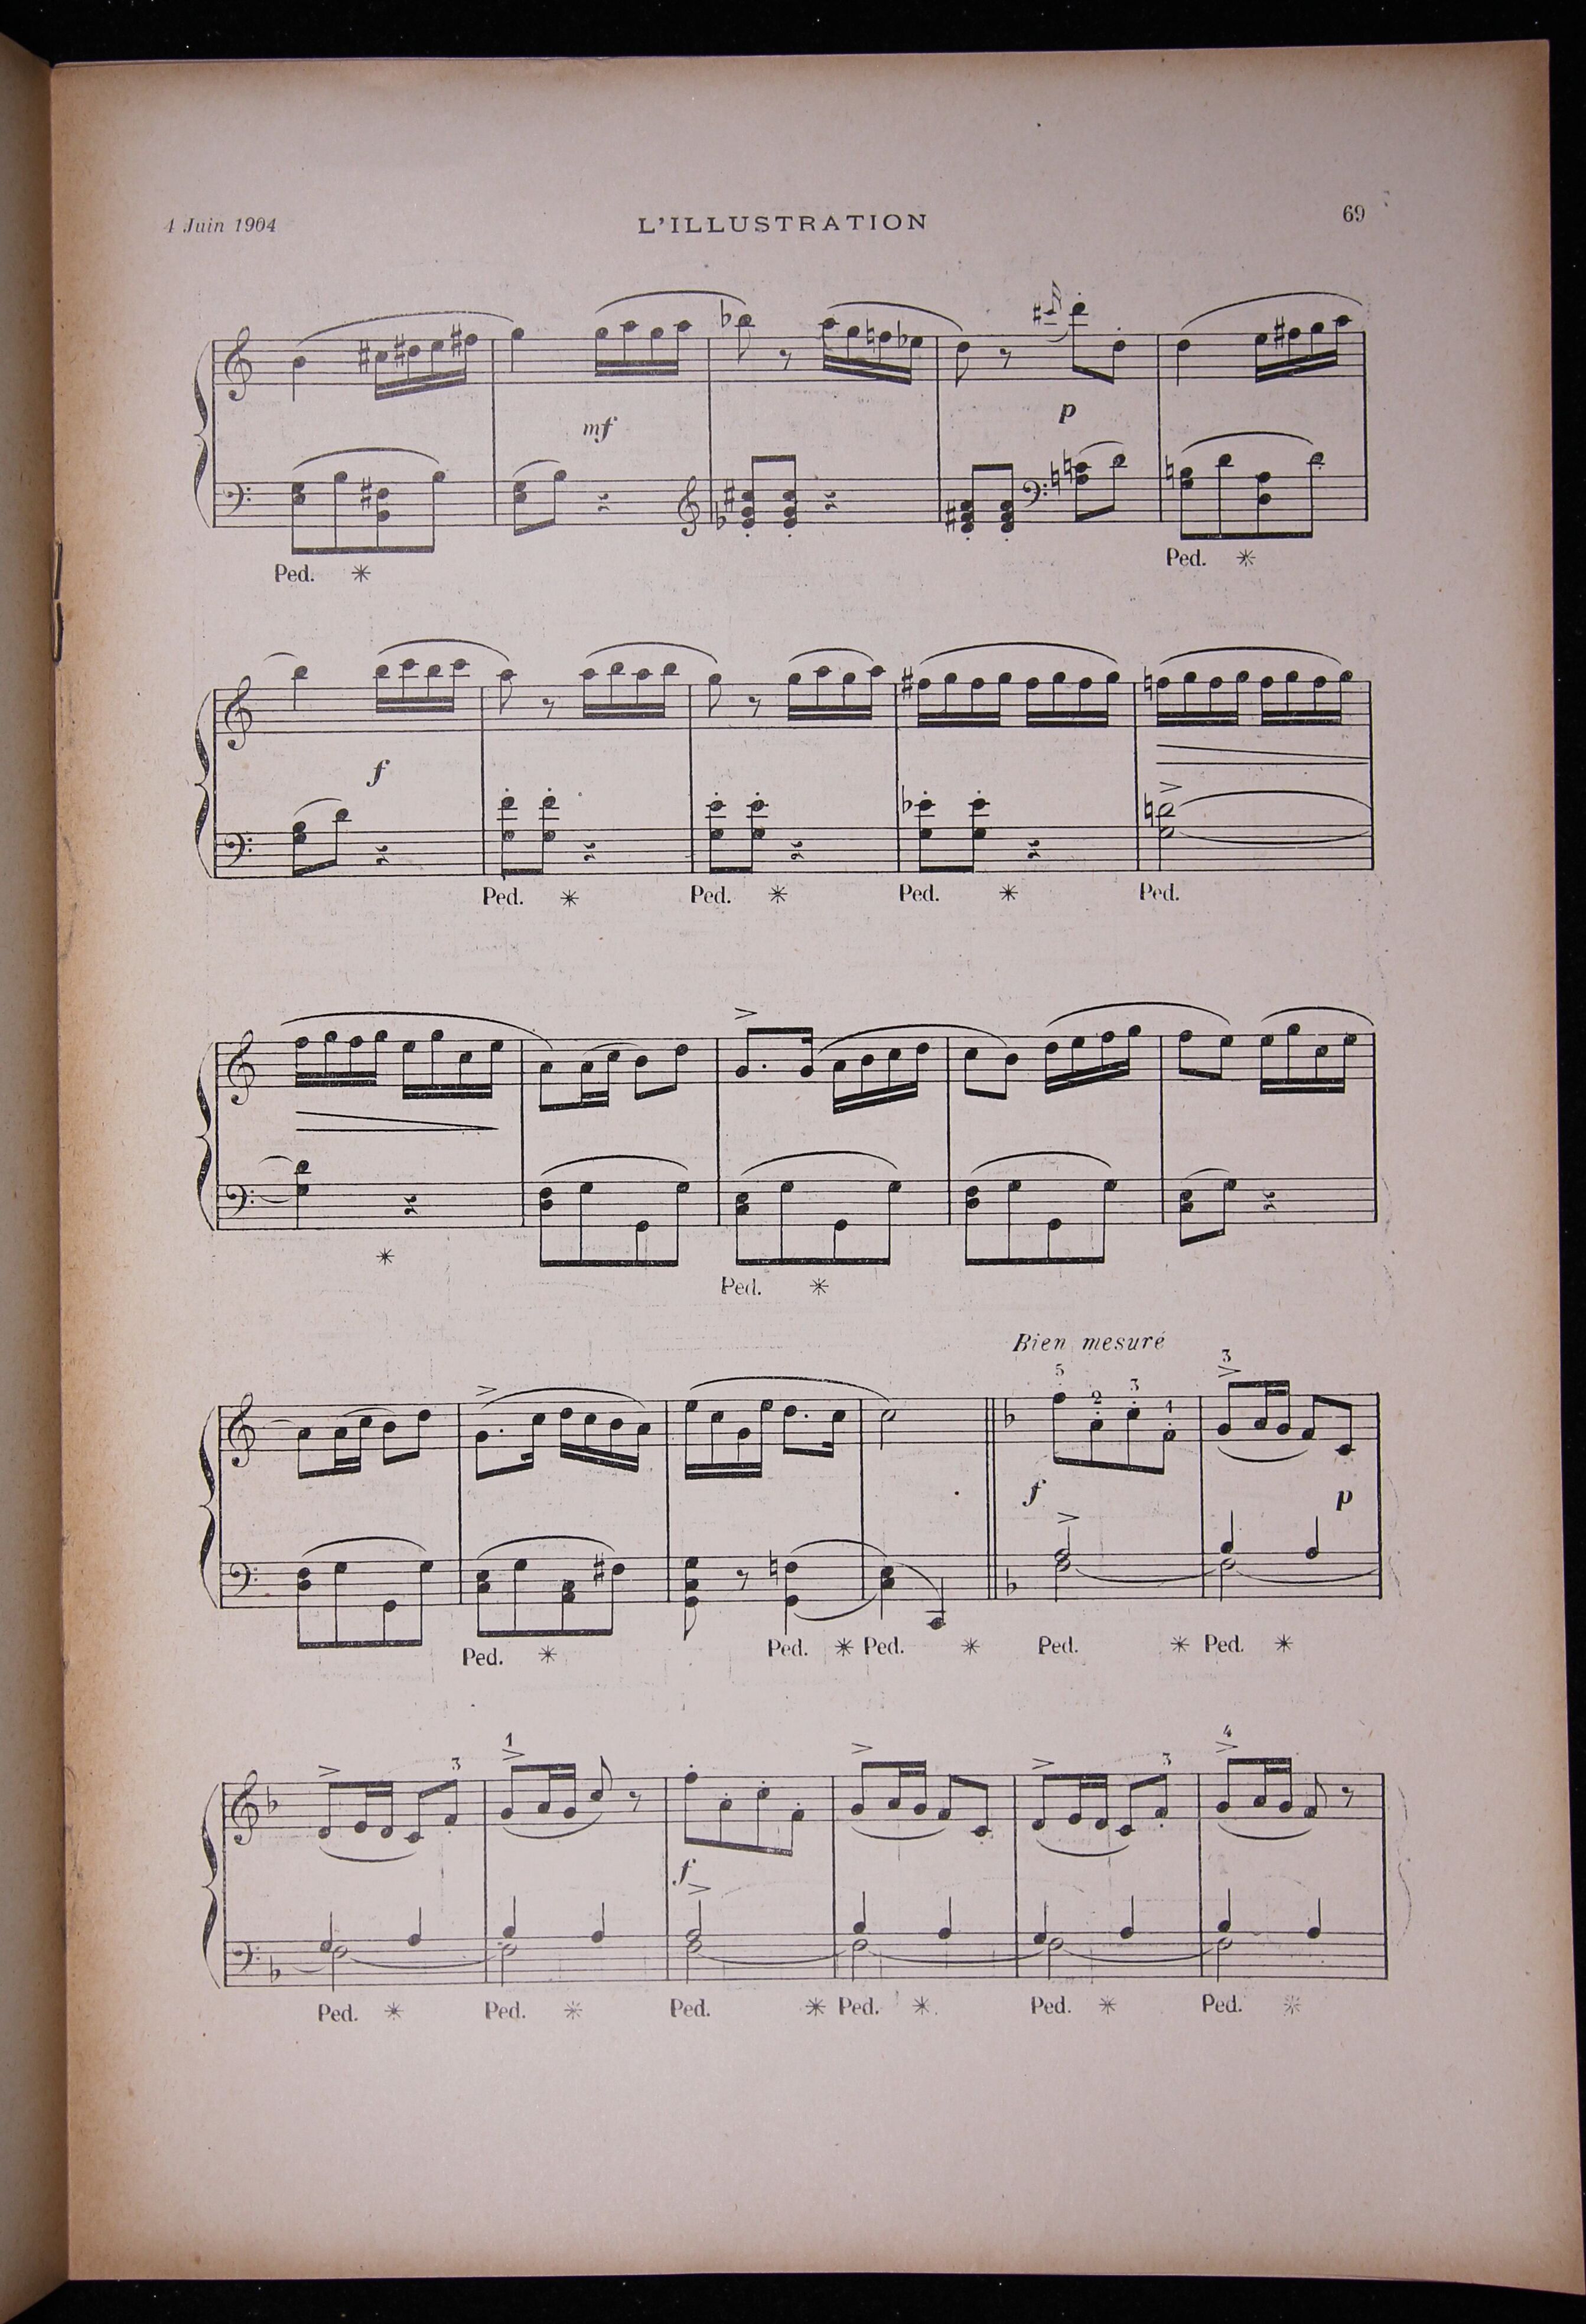 4 Juin 1904 L'ILLUSTRATION 69
mf p
Ped. ✳ Ped. ✳
f
Ped. ✳ Ped. ✳ Ped. ✳ Ped.
✳
Ped. ✳
Bien mesuré
5 2 3 1 3
f p
Ped. ✳ Ped. ✳ Ped. ✳ Ped. ✳ Ped. ✳
3 1 3 4
f
Ped. ✳ Ped. ✳ Ped. ✳ Ped. ✳ Ped. ✳ Ped. ✳